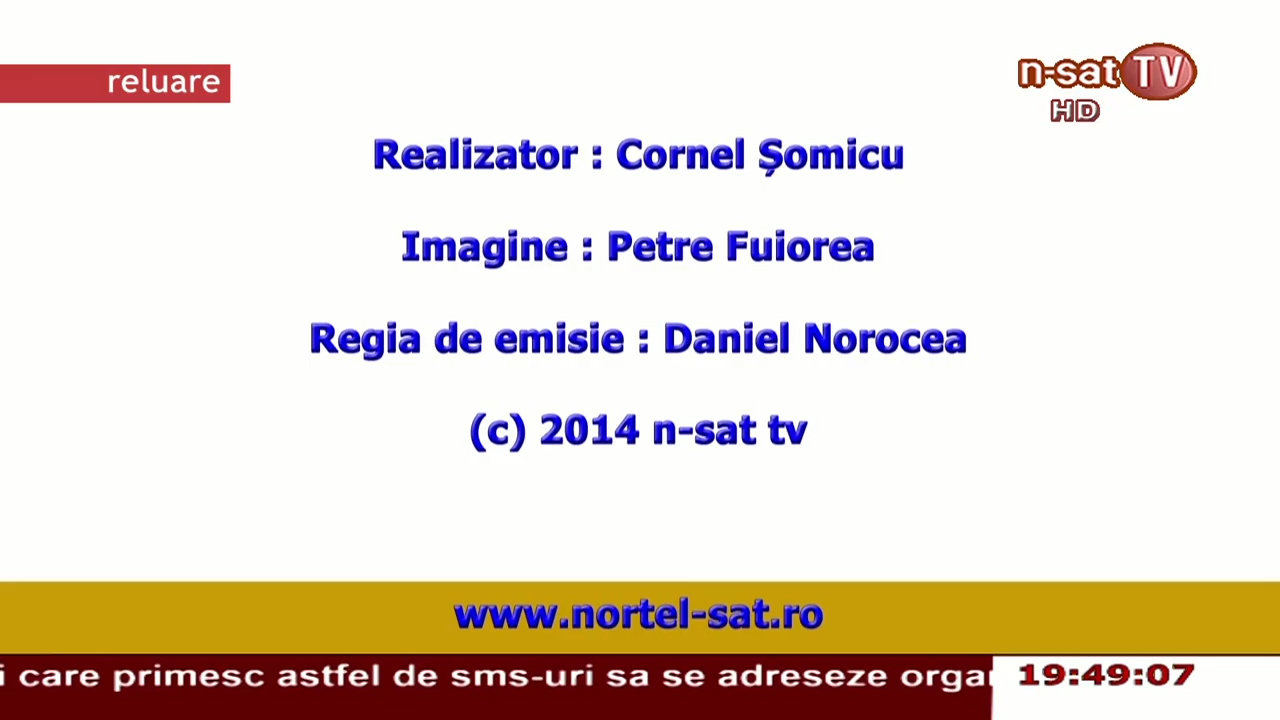 reluare
n-sat TV
HD
Realizator : Cornel Șomicu
Imagine : Petre Fuiorea
Regia de emisie : Daniel Norocea
(c) 2014 n-sat tv
www.nortel-sat.ro
i care primesc astfel de sms-uri sa se adreseze organ
19:49:07